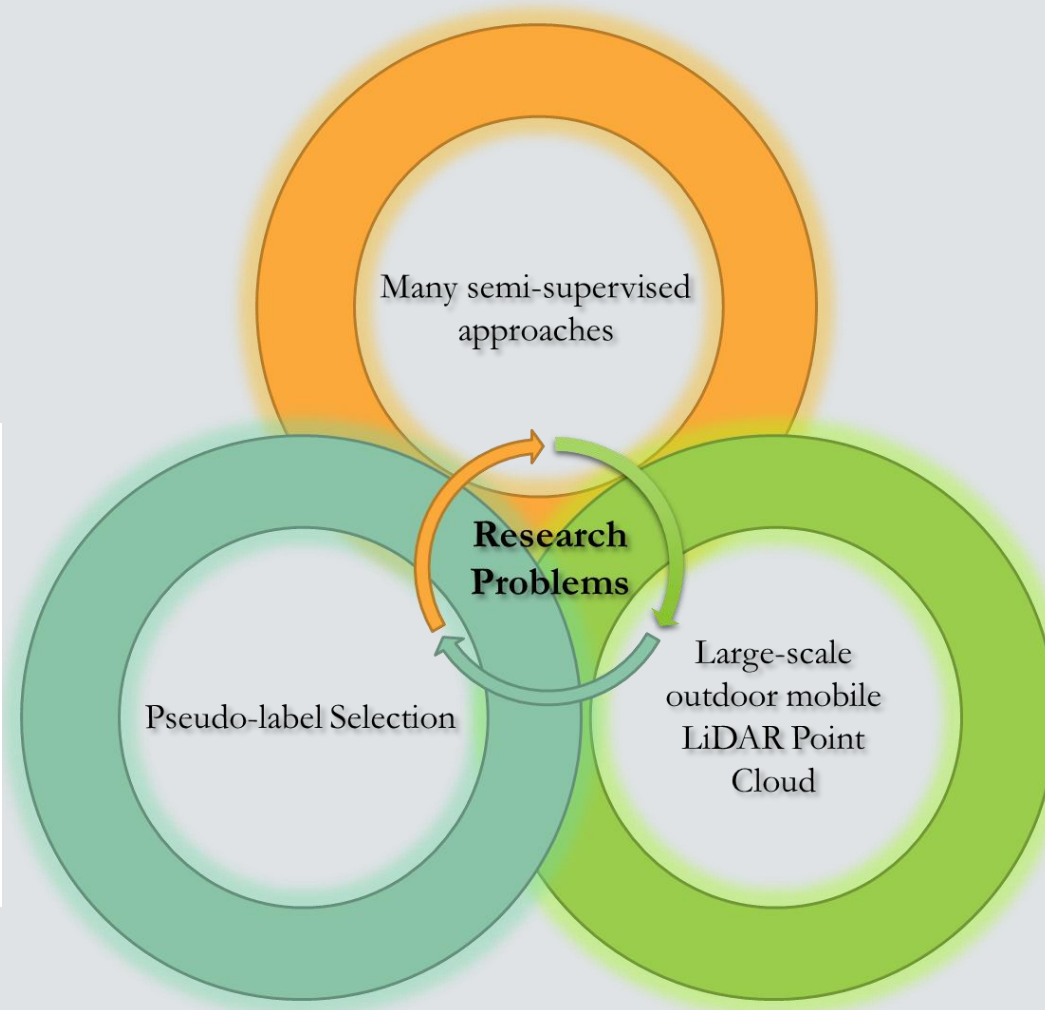 Many semi-supervised
approaches
Research
Problems
Pseudo-label Selection
Large-scale
outdoor mobile
LiDAR Point
Cloud